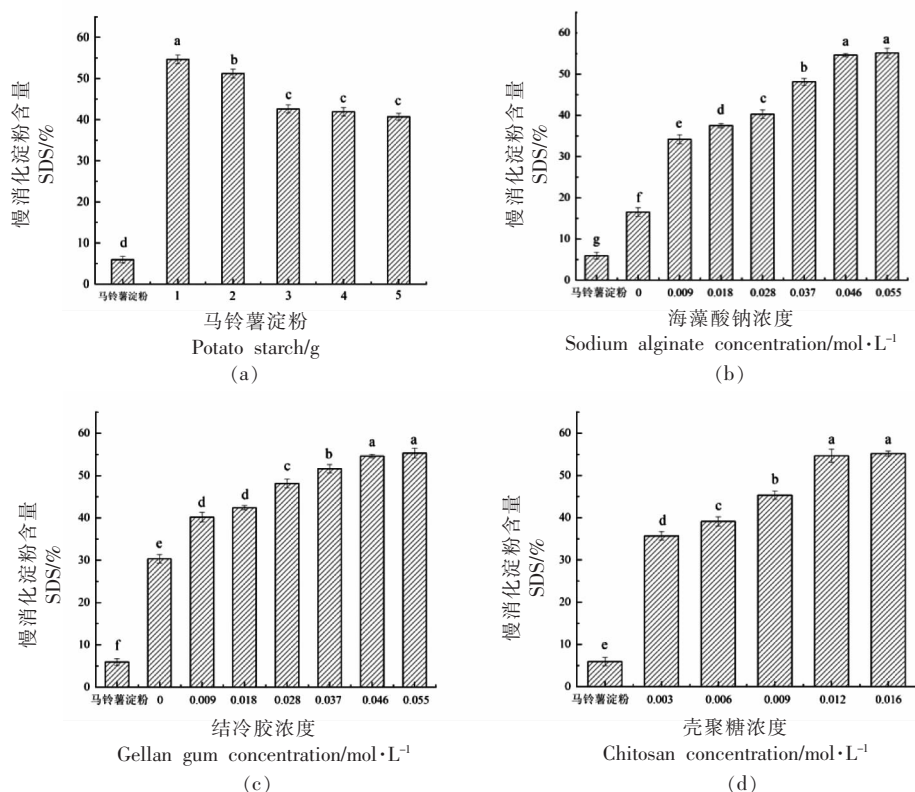 慢消化淀粉含量
SDS/%
60
50
40
30
20
10
0
d
a
b
c
c
c
马铃薯淀粉 1 2 3 4 5
马铃薯淀粉
Potato starch/g
(a)
慢消化淀粉含量
SDS/%
60
50
40
30
20
10
0
g
f
e
d
c
b
a
a
马铃薯淀粉 0 0.009 0.018 0.028 0.037 0.046 0.055
海藻酸钠浓度
Sodium alginate concentration/mol·L⁻¹
(b)
慢消化淀粉含量
SDS/%
60
50
40
30
20
10
0
f
e
d
d
c
b
a
a
马铃薯淀粉 0 0.009 0.018 0.028 0.037 0.046 0.055
结冷胶浓度
Gellan gum concentration/mol·L⁻¹
(c)
慢消化淀粉含量
SDS/%
60
50
40
30
20
10
0
e
d
c
b
a
a
马铃薯淀粉 0.003 0.006 0.009 0.012 0.016
壳聚糖浓度
Chitosan concentration/mol·L⁻¹
(d)